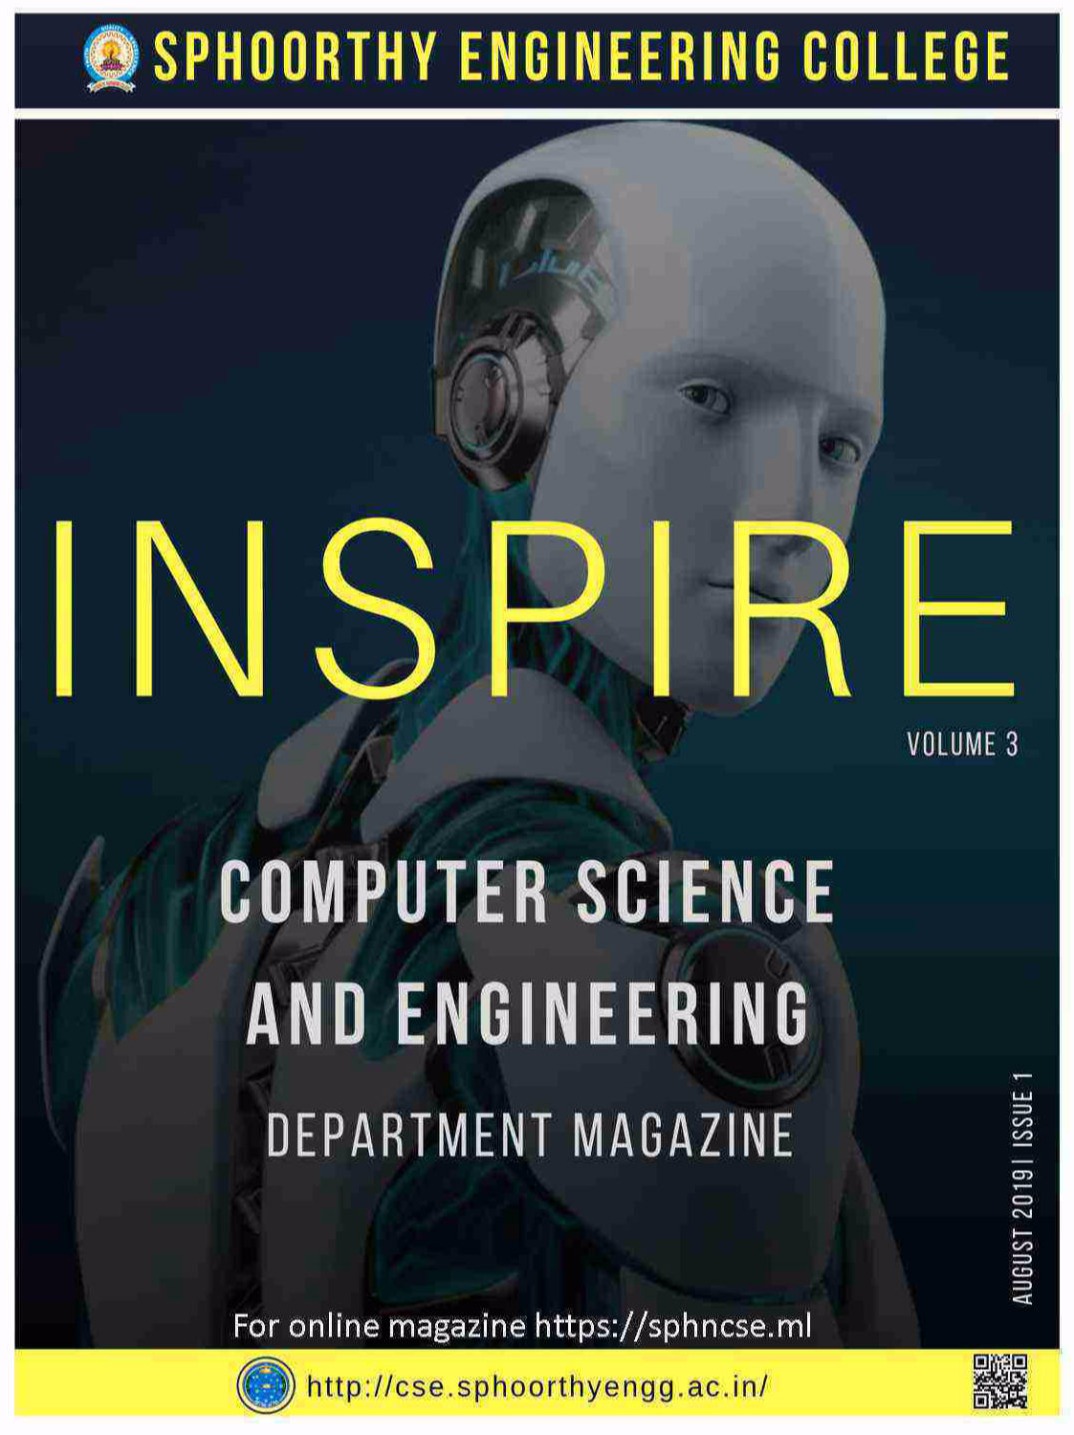 SPHOORTHY ENGINEERING COLLEGE
INSPIRE
VOLUME 3
COMPUTER SCIENCE
AND ENGINEERING
DEPARTMENT MAGAZINE
AUGUST 2019| ISSUE 1
For online magazine https://sphncse.ml
http://cse.sphoorthyengg.ac.in/